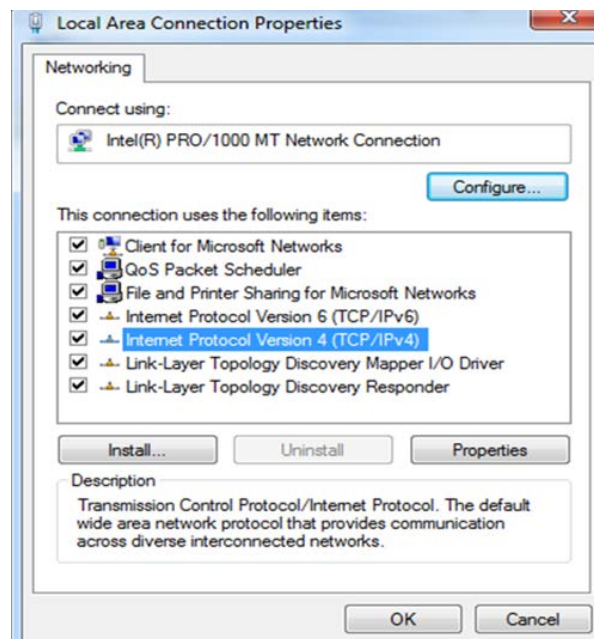 Local Area Connection Properties
Networking
Connect using:
Intel(R) PRO/1000 MT Network Connection
Configure...
This connection uses the following items:
Client for Microsoft Networks
QoS Packet Scheduler
File and Printer Sharing for Microsoft Networks
Internet Protocol Version 6 (TCP/IPv6)
Internet Protocol Version 4 (TCP/IPv4)
Link-Layer Topology Discovery Mapper I/O Driver
Link-Layer Topology Discovery Responder
Install... Uninstall Properties
Description
Transmission Control Protocol/Internet Protocol. The default
wide area network protocol that provides communication
across diverse interconnected networks.
OK Cancel